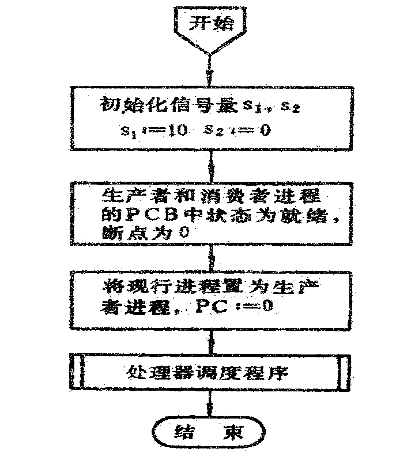 开始
初始化信号量s₁, s₂
s₁:=10 s₂:=0
生产者和消费者进程
的PCB中状态为就绪,
断点为0
将现行进程置为生产
者进程, PC:=0
处理器调度程序
结 束